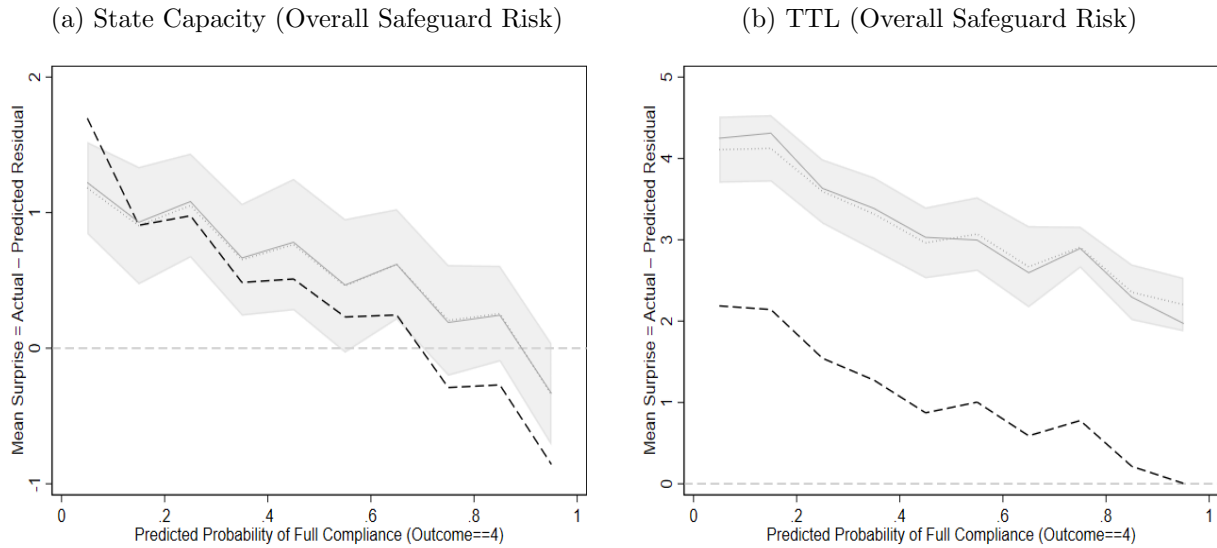 (a) State Capacity (Overall Safeguard Risk)
Mean Surprise = Actual − Predicted Residual
2
1
0
-1
0 .2 .4 .6 .8 1
Predicted Probability of Full Compliance (Outcome==4)
(b) TTL (Overall Safeguard Risk)
Mean Surprise = Actual − Predicted Residual
5
4
3
2
1
0
0 .2 .4 .6 .8 1
Predicted Probability of Full Compliance (Outcome==4)